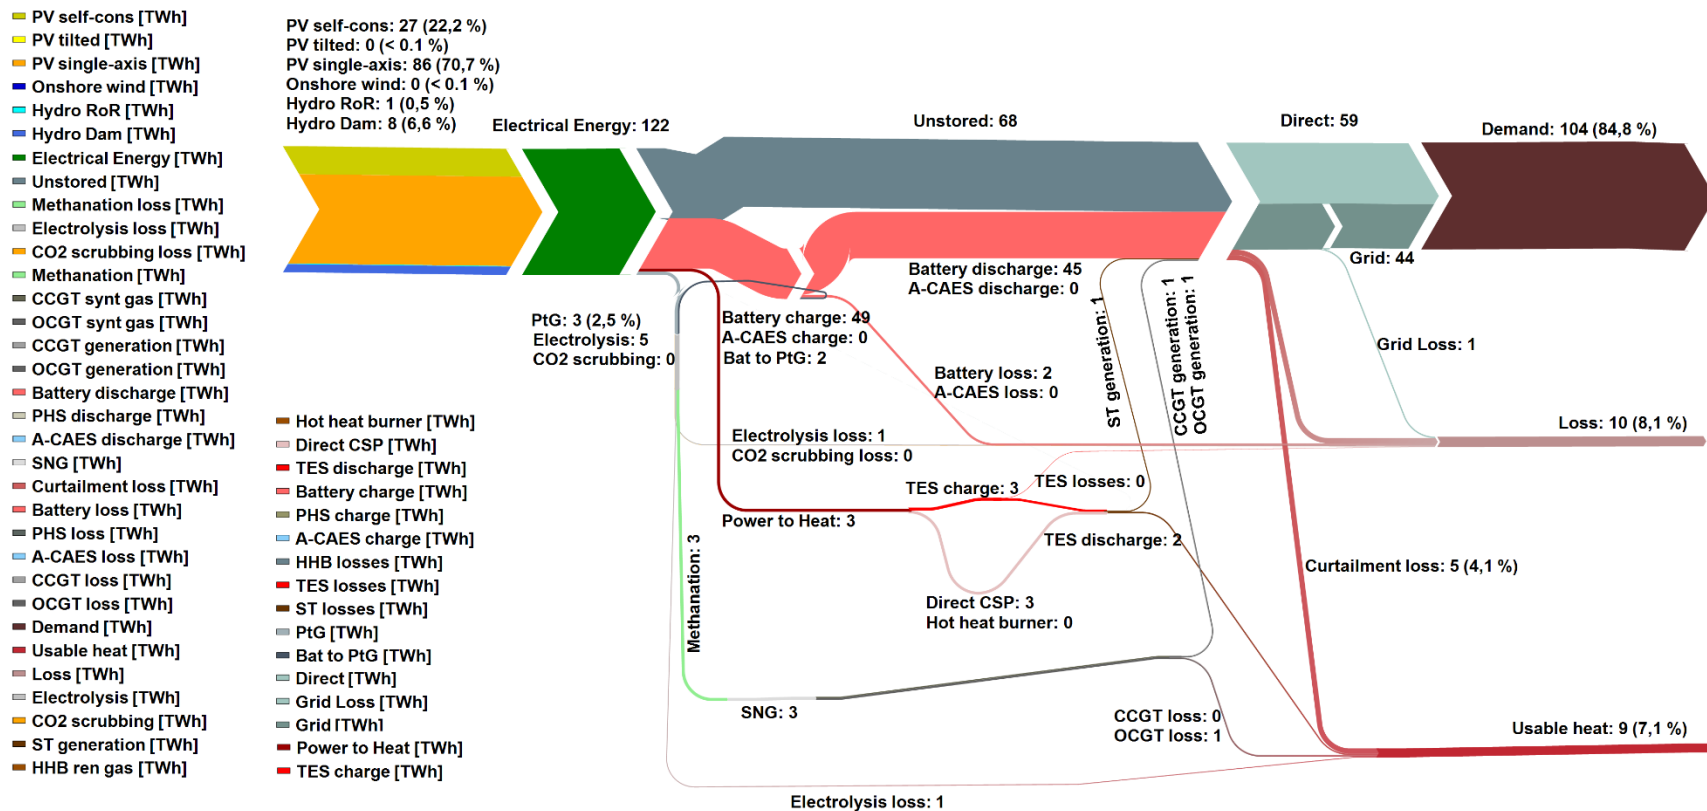 PV self-cons [TWh]
PV tilted [TWh]
PV single-axis [TWh]
Onshore wind [TWh]
Hydro RoR [TWh]
Hydro Dam [TWh]
Electrical Energy [TWh]
Unstored [TWh]
Methanation loss [TWh]
Electrolysis loss [TWh]
CO2 scrubbing loss [TWh]
Methanation [TWh]
CCGT synt gas [TWh]
OCGT synt gas [TWh]
CCGT generation [TWh]
OCGT generation [TWh]
Battery discharge [TWh]
PHS discharge [TWh]
A-CAES discharge [TWh]
SNG [TWh]
Curtailment loss [TWh]
Battery loss [TWh]
PHS loss [TWh]
A-CAES loss [TWh]
CCGT loss [TWh]
OCGT loss [TWh]
Demand [TWh]
Usable heat [TWh]
Loss [TWh]
Electrolysis [TWh]
CO2 scrubbing [TWh]
ST generation [TWh]
HHB ren gas [TWh]
Hot heat burner [TWh]
Direct CSP [TWh]
TES discharge [TWh]
Battery charge [TWh]
PHS charge [TWh]
A-CAES charge [TWh]
HHB losses [TWh]
TES losses [TWh]
ST losses [TWh]
PtG [TWh]
Bat to PtG [TWh]
Direct [TWh]
Grid Loss [TWh]
Grid [TWh]
Power to Heat [TWh]
TES charge [TWh]
PV self-cons: 27 (22,2 %)
PV tilted: 0 (< 0.1 %)
PV single-axis: 86 (70,7 %)
Onshore wind: 0 (< 0.1 %)
Hydro RoR: 1 (0,5 %)
Hydro Dam: 8 (6,6 %)
Electrical Energy: 122
Unstored: 68
Direct: 59
Demand: 104 (84,8 %)
Grid: 44
Battery discharge: 45
A-CAES discharge: 0
PtG: 3 (2,5 %)
Electrolysis: 5
CO2 scrubbing: 0
Battery charge: 49
A-CAES charge: 0
Bat to PtG: 2
ST generation: 1
CCGT generation: 1
OCGT generation: 1
Grid Loss: 1
Battery loss: 2
A-CAES loss: 0
Loss: 10 (8,1 %)
Electrolysis loss: 1
CO2 scrubbing loss: 0
TES charge: 3
TES losses: 0
Power to Heat: 3
TES discharge: 2
Curtailment loss: 5 (4,1 %)
Methanation: 3
Direct CSP: 3
Hot heat burner: 0
SNG: 3
CCGT loss: 0
OCGT loss: 1
Usable heat: 9 (7,1 %)
Electrolysis loss: 1